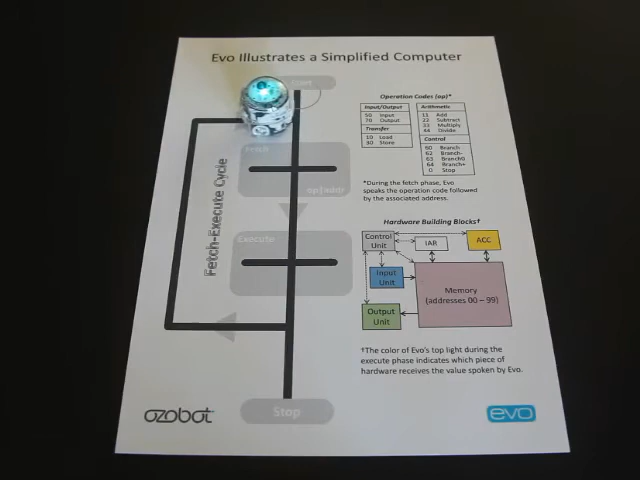 Evo Illustrates a Simplified Computer
Start
Fetch
op|addr
Execute
Fetch-Execute Cycle
Stop
Operation Codes (op)*
Input/Output
50 Input
70 Output
Transfer
10 Load
30 Store
Arithmetic
11 Add
22 Subtract
33 Multiply
44 Divide
Control
60 Branch
62 Branch-
63 Branch0
64 Branch+
0 Stop
*During the fetch phase, Evo
speaks the operation code followed
by the associated address.
Hardware Building Blocks†
Control
Unit
IAR
ACC
Input
Unit
Memory
(addresses 00 – 99)
Output
Unit
†The color of Evo's top light during the
execute phase indicates which piece of
hardware receives the value spoken by Evo.
ozobot
evo